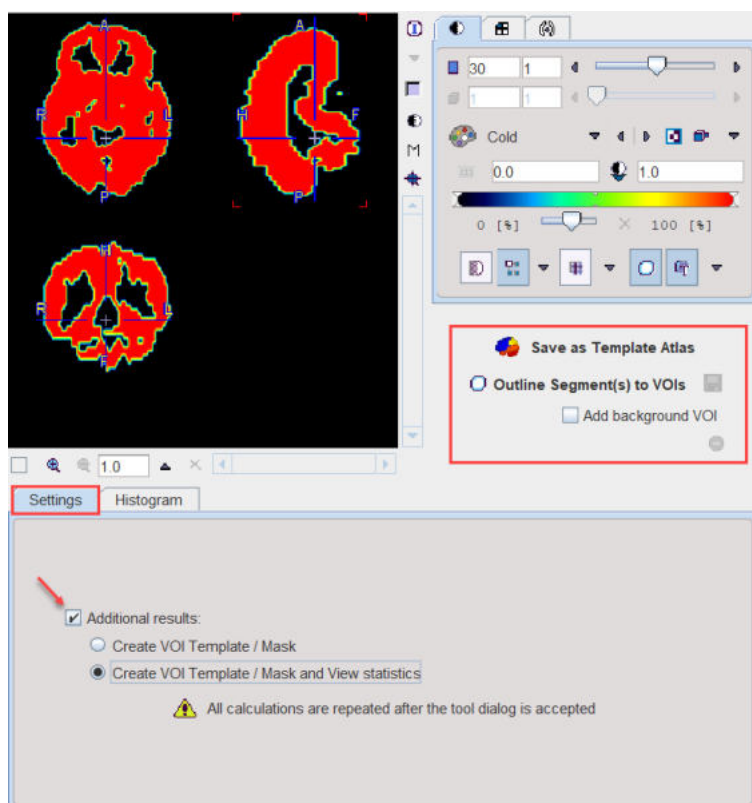 A
R
L
P
A
H
F
P
H
R
L
F
M
30
1
1
1
Cold
0.0
1.0
0 [%]
100 [%]
Save as Template Atlas
Outline Segment(s) to VOIs
Add background VOI
1.0
Settings
Histogram
Additional results:
Create VOI Template / Mask
Create VOI Template / Mask and View statistics
All calculations are repeated after the tool dialog is accepted